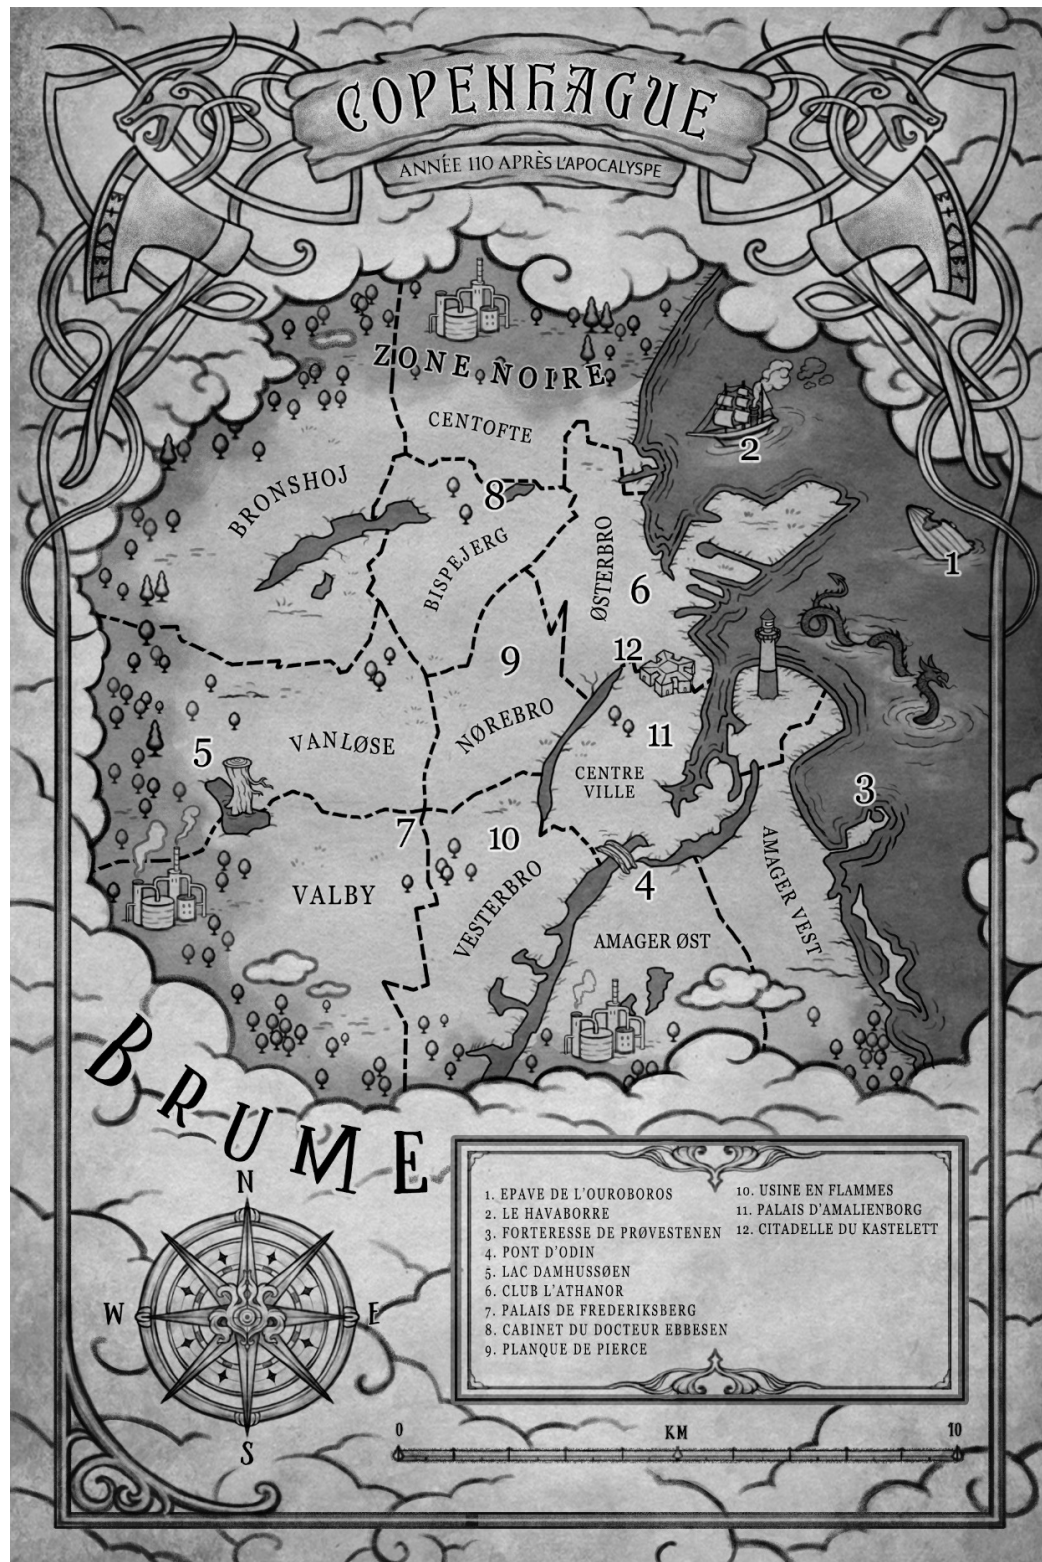 COPENHAGUE
ANNÉE 110 APRÈS L'APOCALYSPE
ZONE NOIRE
CENTOFTE
2
BRONSHOJ
8
1
BISPEJERG
ØSTERBRO
6
12
9
NØREBRO
11
VANLØSE
5
CENTRE
VILLE
3
7
10
VALBY
VESTERBRO
4
AMAGER VEST
AMAGER ØST
BRUME
N
W
E
S
1. EPAVE DE L'OUROBOROS
2. LE HAVABORRE
3. FORTERESSE DE PRØVESTENEN
4. PONT D'ODIN
5. LAC DAMHUSSØEN
6. CLUB L'ATHANOR
7. PALAIS DE FREDERIKSBERG
8. CABINET DU DOCTEUR EBBESEN
9. PLANQUE DE PIERCE
10. USINE EN FLAMMES
11. PALAIS D'AMALIENBORG
12. CITADELLE DU KASTELETT
0 KM 10